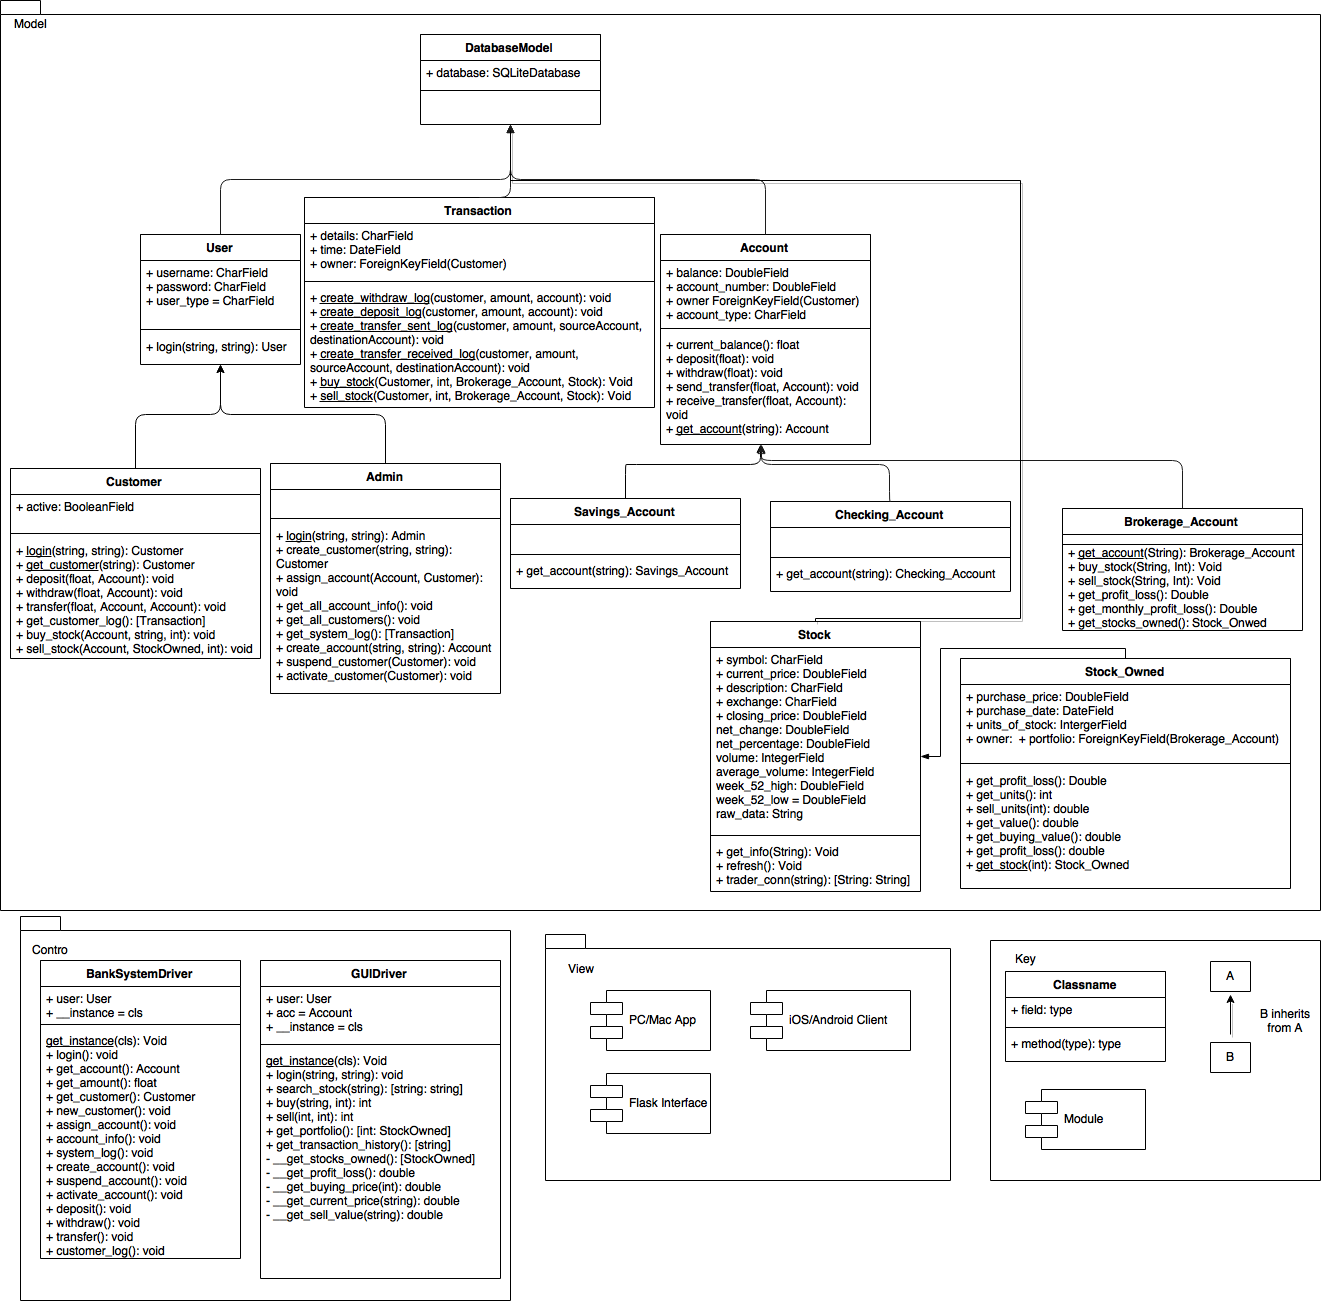 Model
DatabaseModel
+ database: SQLiteDatabase
User
+ username: CharField
+ password: CharField
+ user_type = CharField
+ login(string, string): User
Transaction
+ details: CharField
+ time: DateField
+ owner: ForeignKeyField(Customer)
+ create_withdraw_log(customer, amount, account): void
+ create_deposit_log(customer, amount, account): void
+ create_transfer_sent_log(customer, amount, sourceAccount,
destinationAccount): void
+ create_transfer_received_log(customer, amount,
sourceAccount, destinationAccount): void
+ buy_stock(Customer, int, Brokerage_Account, Stock): Void
+ sell_stock(Customer, int, Brokerage_Account, Stock): Void
Account
+ balance: DoubleField
+ account_number: DoubleField
+ owner ForeignKeyField(Customer)
+ account_type: CharField
+ current_balance(): float
+ deposit(float): void
+ withdraw(float): void
+ send_transfer(float, Account): void
+ receive_transfer(float, Account):
void
+ get_account(string): Account
Customer
+ active: BooleanField
+ login(string, string): Customer
+ get_customer(string): Customer
+ deposit(float, Account): void
+ withdraw(float, Account): void
+ transfer(float, Account, Account): void
+ get_customer_log(): [Transaction]
+ buy_stock(Account, string, int): void
+ sell_stock(Account, StockOwned, int): void
Admin
+ login(string, string): Admin
+ create_customer(string, string):
Customer
+ assign_account(Account, Customer):
void
+ get_all_account_info(): void
+ get_all_customers(): void
+ get_system_log(): [Transaction]
+ create_account(string, string): Account
+ suspend_customer(Customer): void
+ activate_customer(Customer): void
Savings_Account
+ get_account(string): Savings_Account
Checking_Account
+ get_account(string): Checking_Account
Brokerage_Account
+ get_account(String): Brokerage_Account
+ buy_stock(String, Int): Void
+ sell_stock(String, Int): Void
+ get_profit_loss(): Double
+ get_monthly_profit_loss(): Double
+ get_stocks_owned(): Stock_Onwed
Stock
+ symbol: CharField
+ current_price: DoubleField
+ description: CharField
+ exchange: CharField
+ closing_price: DoubleField
net_change: DoubleField
net_percentage: DoubleField
volume: IntegerField
average_volume: IntegerField
week_52_high: DoubleField
week_52_low = DoubleField
raw_data: String
+ get_info(String): Void
+ refresh(): Void
+ trader_conn(string): [String: String]
Stock_Owned
+ purchase_price: DoubleField
+ purchase_date: DateField
+ units_of_stock: IntergerField
+ owner:  + portfolio: ForeignKeyField(Brokerage_Account)
+ get_profit_loss(): Double
+ get_units(): int
+ sell_units(int): double
+ get_value(): double
+ get_buying_value(): double
+ get_profit_loss(): double
+ get_stock(int): Stock_Owned
Contro
BankSystemDriver
+ user: User
+ __instance = cls
get_instance(cls): Void
+ login(): void
+ get_account(): Account
+ get_amount(): float
+ get_customer(): Customer
+ new_customer(): void
+ assign_account(): void
+ account_info(): void
+ system_log(): void
+ create_account(): void
+ suspend_account(): void
+ activate_account(): void
+ deposit(): void
+ withdraw(): void
+ transfer(): void
+ customer_log(): void
GUIDriver
+ user: User
+ acc = Account
+ __instance = cls
get_instance(cls): Void
+ login(string, string): void
+ search_stock(string): [string: string]
+ buy(string, int): int
+ sell(int, int): int
+ get_portfolio(): [int: StockOwned]
+ get_transaction_history(): [string]
- __get_stocks_owned(): [StockOwned]
- __get_profit_loss(): double
- __get_buying_price(int): double
- __get_current_price(string): double
- __get_sell_value(string): double
View
PC/Mac App
iOS/Android Client
Flask Interface
Key
Classname
+ field: type
+ method(type): type
A
B inherits
from A
B
Module